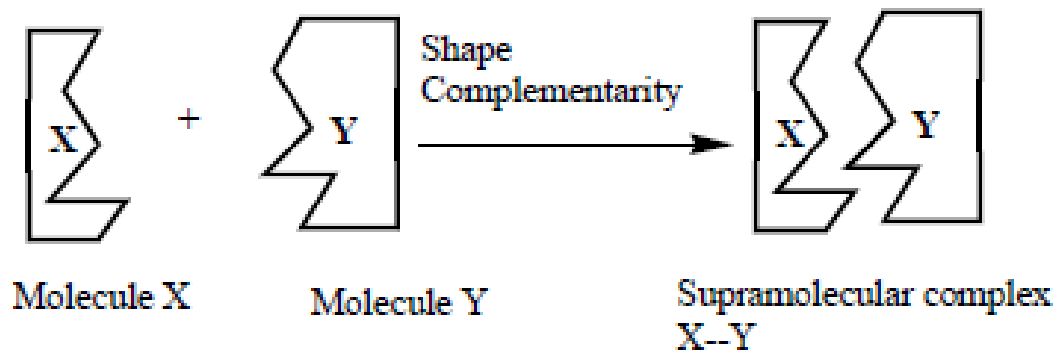 Shape
Complementarity
X
+
Y
X
Y
Molecule X
Molecule Y
Supramolecular complex
X--Y